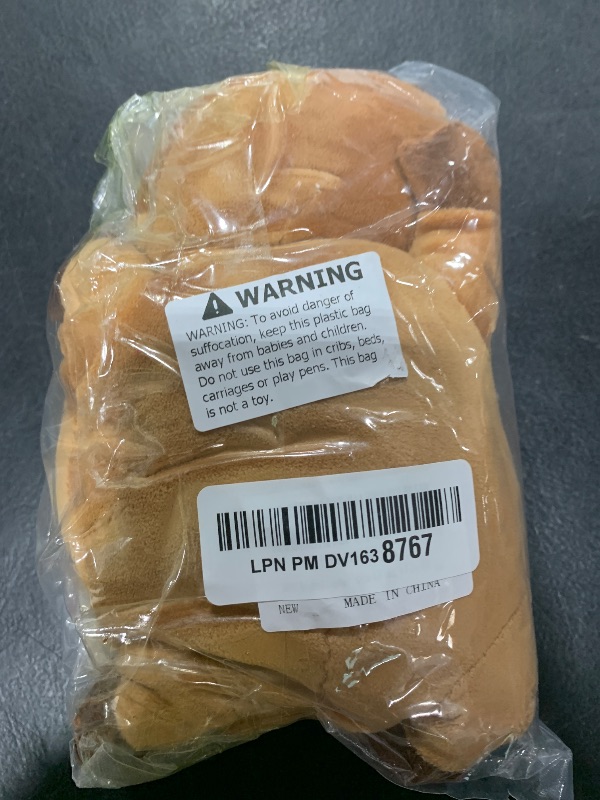 WARNING
WARNING: To avoid danger of
suffocation, keep this plastic bag
away from babies and children.
Do not use this bag in cribs, beds,
carriages or play pens. This bag
is not a toy.
LPN PM DV163 8767
NEW MADE IN CHINA